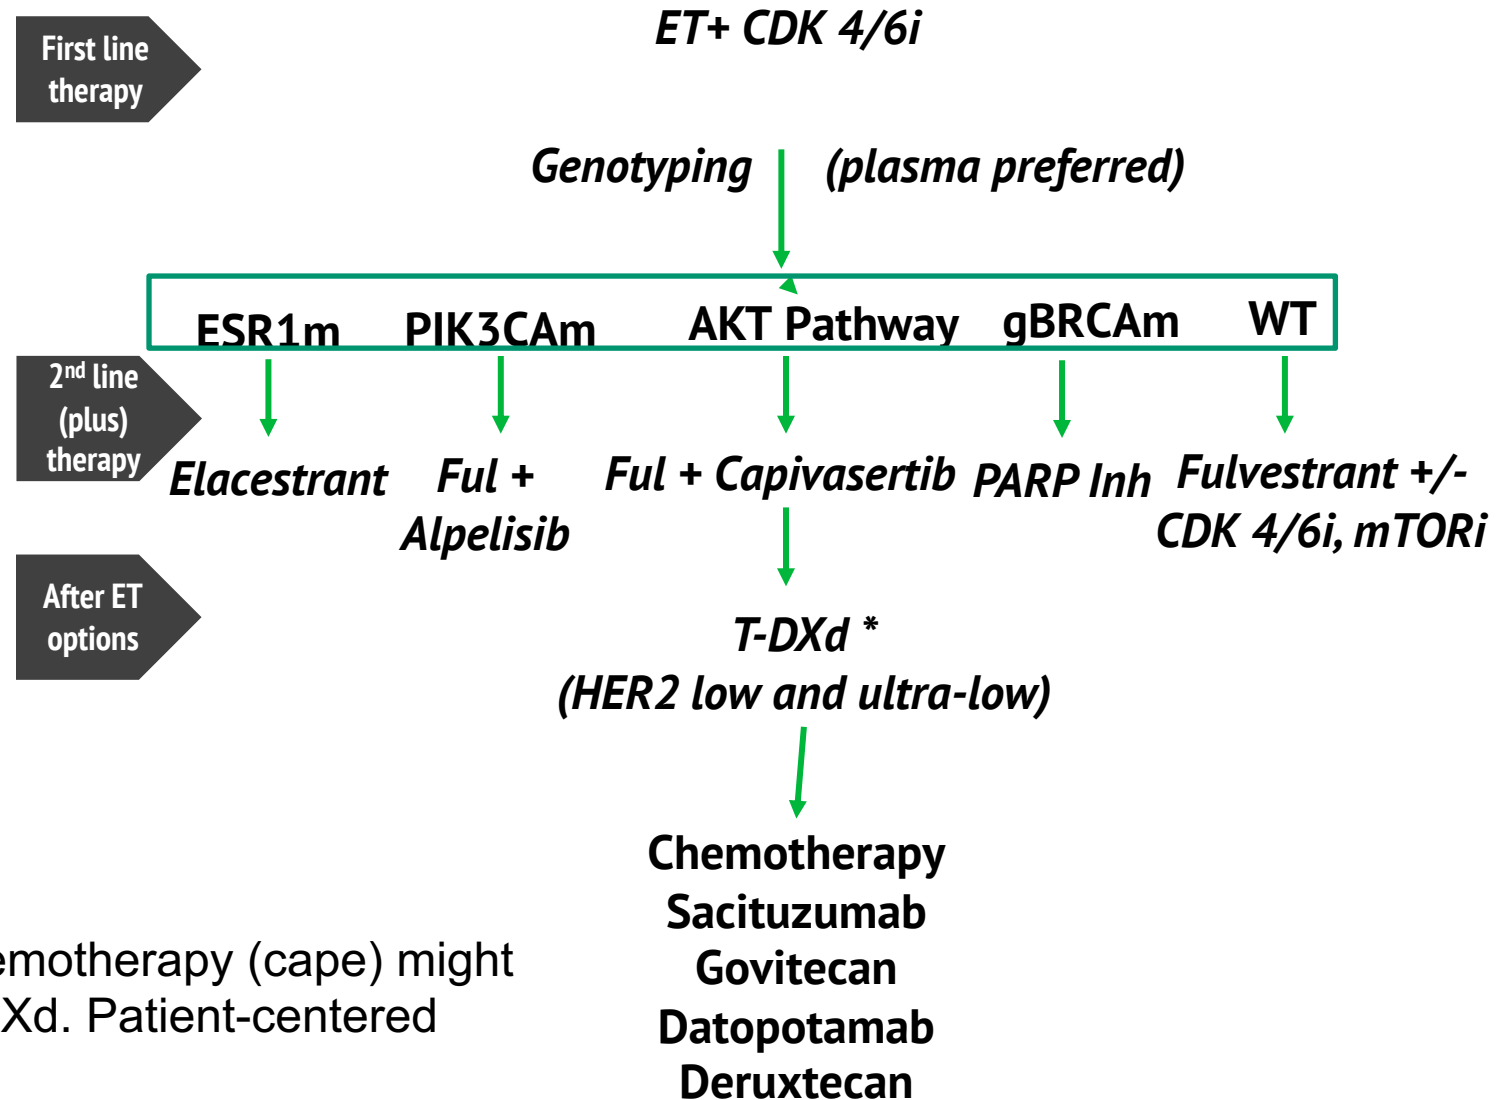 First line
therapy
ET+ CDK 4/6i
Genotyping (plasma preferred)
ESR1m PIK3CAm AKT Pathway gBRCAm WT
2nd line
(plus)
therapy
Elacestrant
Ful +
Alpelisib
Ful + Capivasertib
PARP Inh
Fulvestrant +/-
CDK 4/6i, mTORi
After ET
options
T-DXd *
(HER2 low and ultra-low)
Chemotherapy
Sacituzumab
Govitecan
Datopotamab
Deruxtecan
(cape) might
Patient-centered